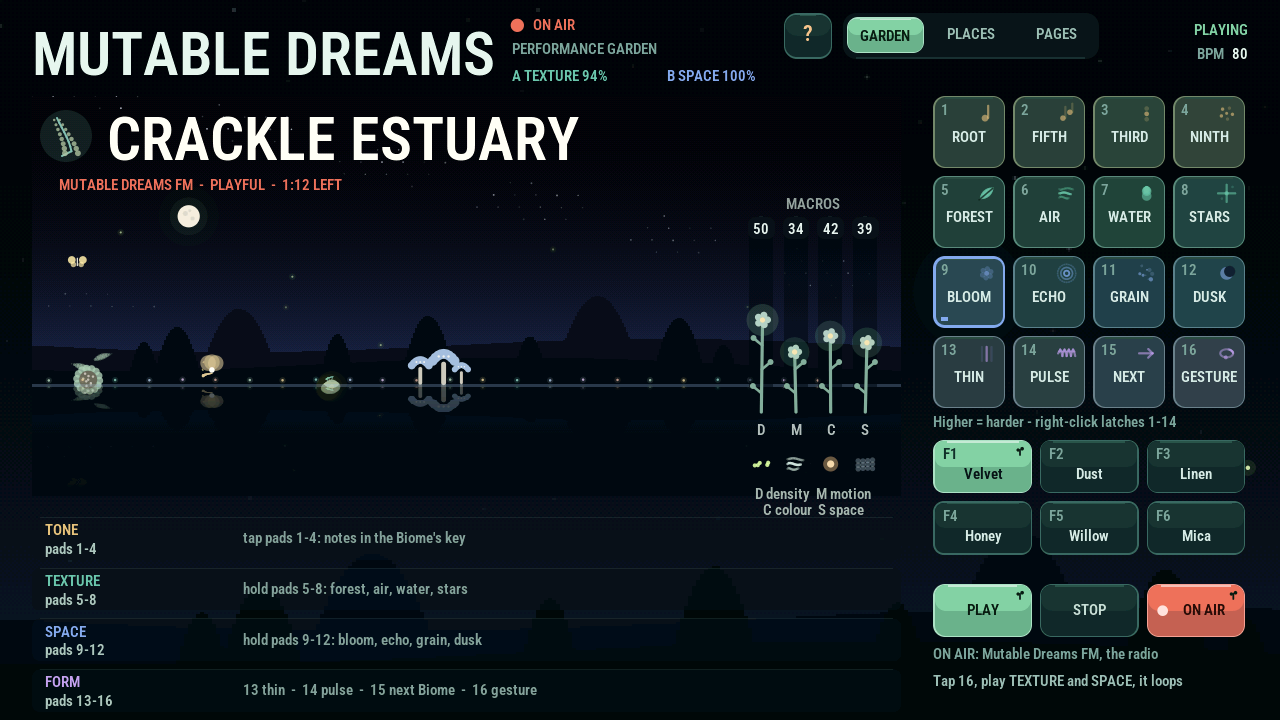 MUTABLE DREAMS
ON AIR
PERFORMANCE GARDEN
A TEXTURE 94% B SPACE 100%
?
GARDEN PLACES PAGES
PLAYING
BPM 80
CRACKLE ESTUARY
MUTABLE DREAMS FM - PLAYFUL - 1:12 LEFT
MACROS
50 34 42 39
D M C S
D density M motion
C colour S space
TONE
pads 1-4
tap pads 1-4: notes in the Biome's key
TEXTURE
pads 5-8
hold pads 5-8: forest, air, water, stars
SPACE
pads 9-12
hold pads 9-12: bloom, echo, grain, dusk
FORM
pads 13-16
13 thin - 14 pulse - 15 next Biome - 16 gesture
1 ROOT
2 FIFTH
3 THIRD
4 NINTH
5 FOREST
6 AIR
7 WATER
8 STARS
9 BLOOM
10 ECHO
11 GRAIN
12 DUSK
13 THIN
14 PULSE
15 NEXT
16 GESTURE
Higher = harder - right-click latches 1-14
F1 Velvet
F2 Dust
F3 Linen
F4 Honey
F5 Willow
F6 Mica
PLAY STOP ON AIR
ON AIR: Mutable Dreams FM, the radio
Tap 16, play TEXTURE and SPACE, it loops